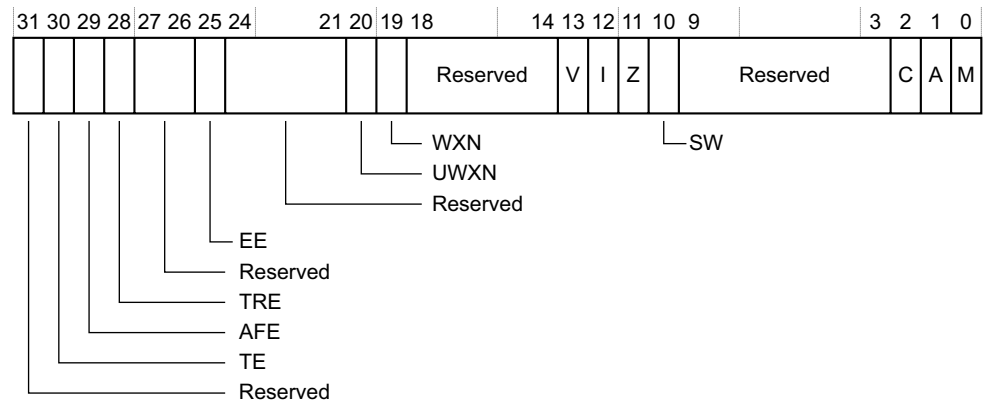 31 30 29 28 27 26 25 24 21 20 19 18 14 13 12 11 10 9 3 2 1 0
Reserved V I Z Reserved C A M
WXN SW
UWXN
Reserved
EE
Reserved
TRE
AFE
TE
Reserved